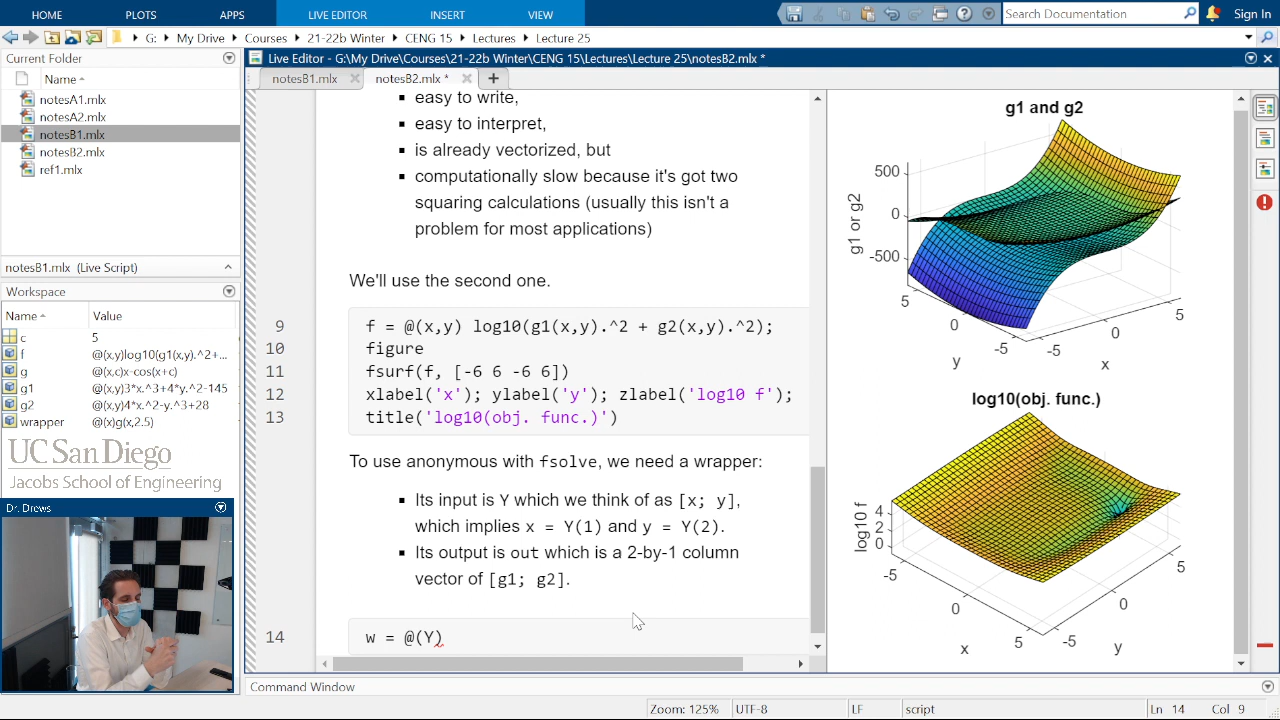 HOME PLOTS APPS LIVE EDITOR INSERT VIEW Search Documentation Sign In
G: My Drive Courses 21-22b Winter CENG 15 Lectures Lecture 25
Current Folder
Name
notesA1.mlx
notesA2.mlx
notesB1.mlx
notesB2.mlx
ref1.mlx
notesB1.mlx (Live Script)
Workspace
Name Value
c 5
f @(x,y)log10(g1(x,y).^2+...
g @(x,c)x-cos(x+c)
g1 @(x,y)3*x.^3+4*y.^2-145
g2 @(x,y)4*x.^2-y.^3+28
wrapper @(x)g(x,2.5)
UC San Diego
Jacobs School of Engineering
Dr. Drews
Live Editor - G:\My Drive\Courses\21-22b Winter\CENG 15\Lectures\Lecture 25\notesB2.mlx *
notesB1.mlx notesB2.mlx *
easy to write,
easy to interpret,
is already vectorized, but
computationally slow because it's got two
squaring calculations (usually this isn't a
problem for most applications)
We'll use the second one.
9 f = @(x,y) log10(g1(x,y).^2 + g2(x,y).^2);
10 figure
11 fsurf(f, [-6 6 -6 6])
12 xlabel('x'); ylabel('y'); zlabel('log10 f');
13 title('log10(obj. func.)')
To use anonymous with fsolve, we need a wrapper:
Its input is Y which we think of as [x; y],
which implies x = Y(1) and y = Y(2).
Its output is out which is a 2-by-1 column
vector of [g1; g2].
14 w = @(Y)
g1 and g2
500
0
-500
g1 or g2
5
0
-5
y
-5
0
5
x
log10(obj. func.)
4
2
0
log10 f
-5
0
5
x
-5
0
5
y
Command Window
Zoom: 125% UTF-8 LF script Ln 14 Col 9